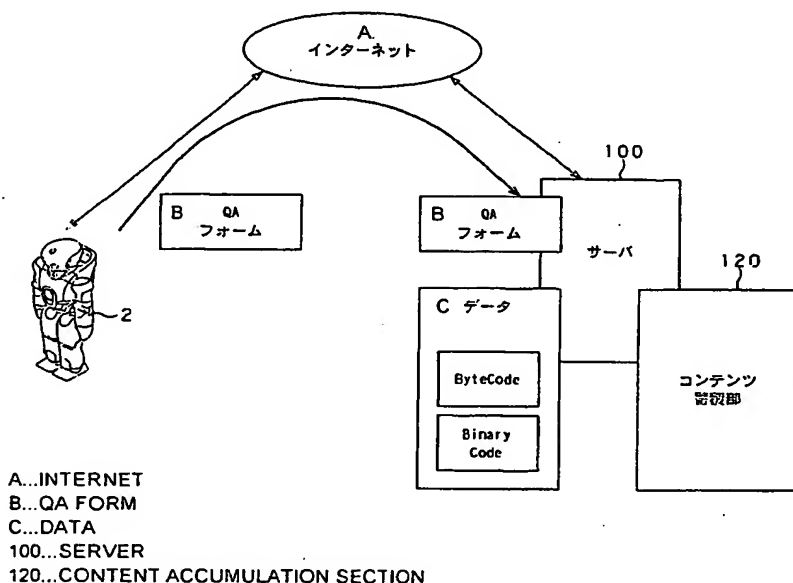 A.
インターネット
100
B QA
フォーム
B QA
フォーム
サーバ
120
2
C データ
ByteCode
Binary
Code
コンテンツ
A...INTERNET
B...QA FORM
C...DATA
100...SERVER
120...CONTENT ACCUMULATION SECTION